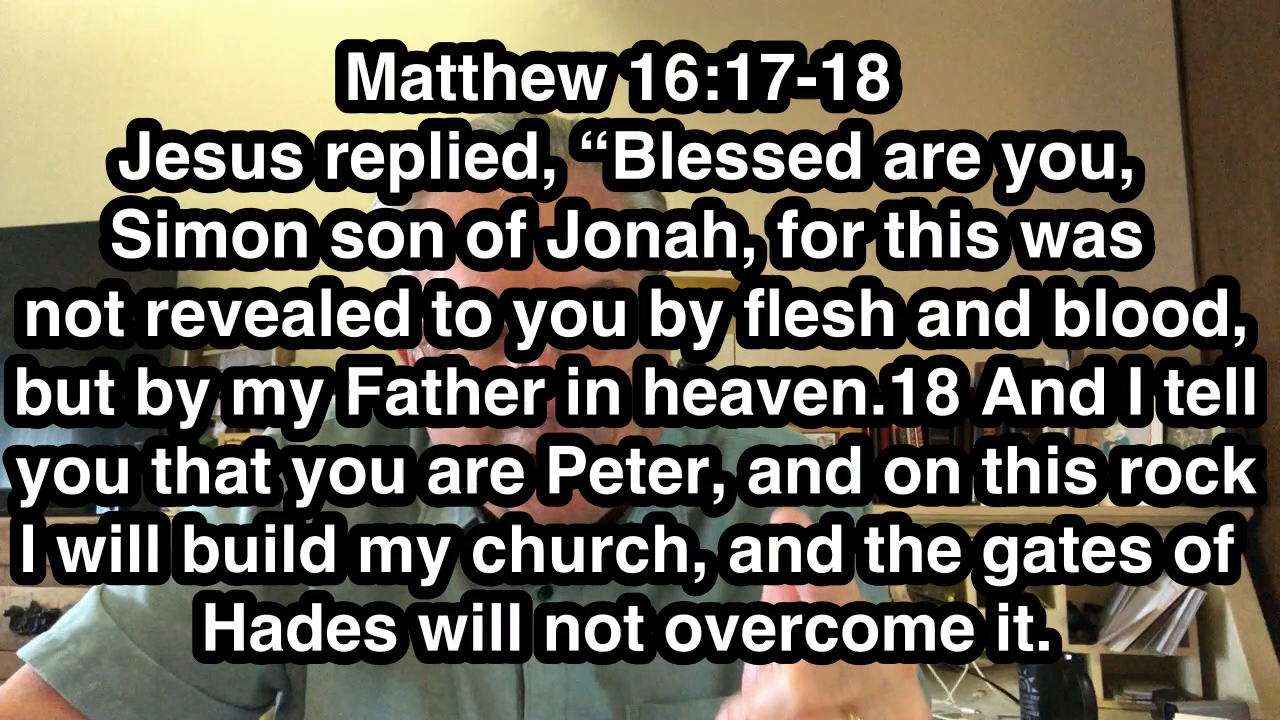 Matthew 16:17-18
Jesus replied, “Blessed are you,
Simon son of Jonah, for this was
not revealed to you by flesh and blood,
but by my Father in heaven.18 And I tell
you that you are Peter, and on this rock
I will build my church, and the gates of
Hades will not overcome it.